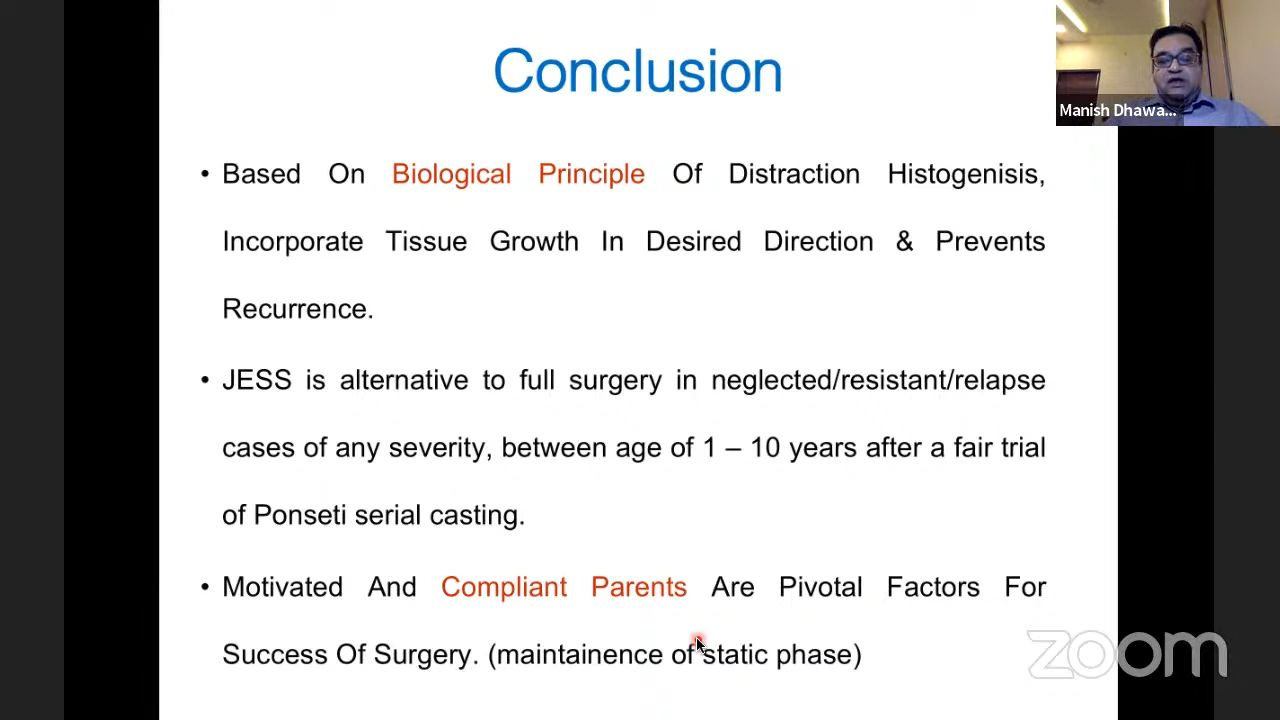 Conclusion
Manish Dhawa...
• Based On Biological Principle Of Distraction Histogenisis,
Incorporate Tissue Growth In Desired Direction & Prevents
Recurrence.
• JESS is alternative to full surgery in neglected/resistant/relapse
cases of any severity, between age of 1 – 10 years after a fair trial
of Ponseti serial casting.
• Motivated And Compliant Parents Are Pivotal Factors For
Success Of Surgery. (maintainence of static phase)
zoom